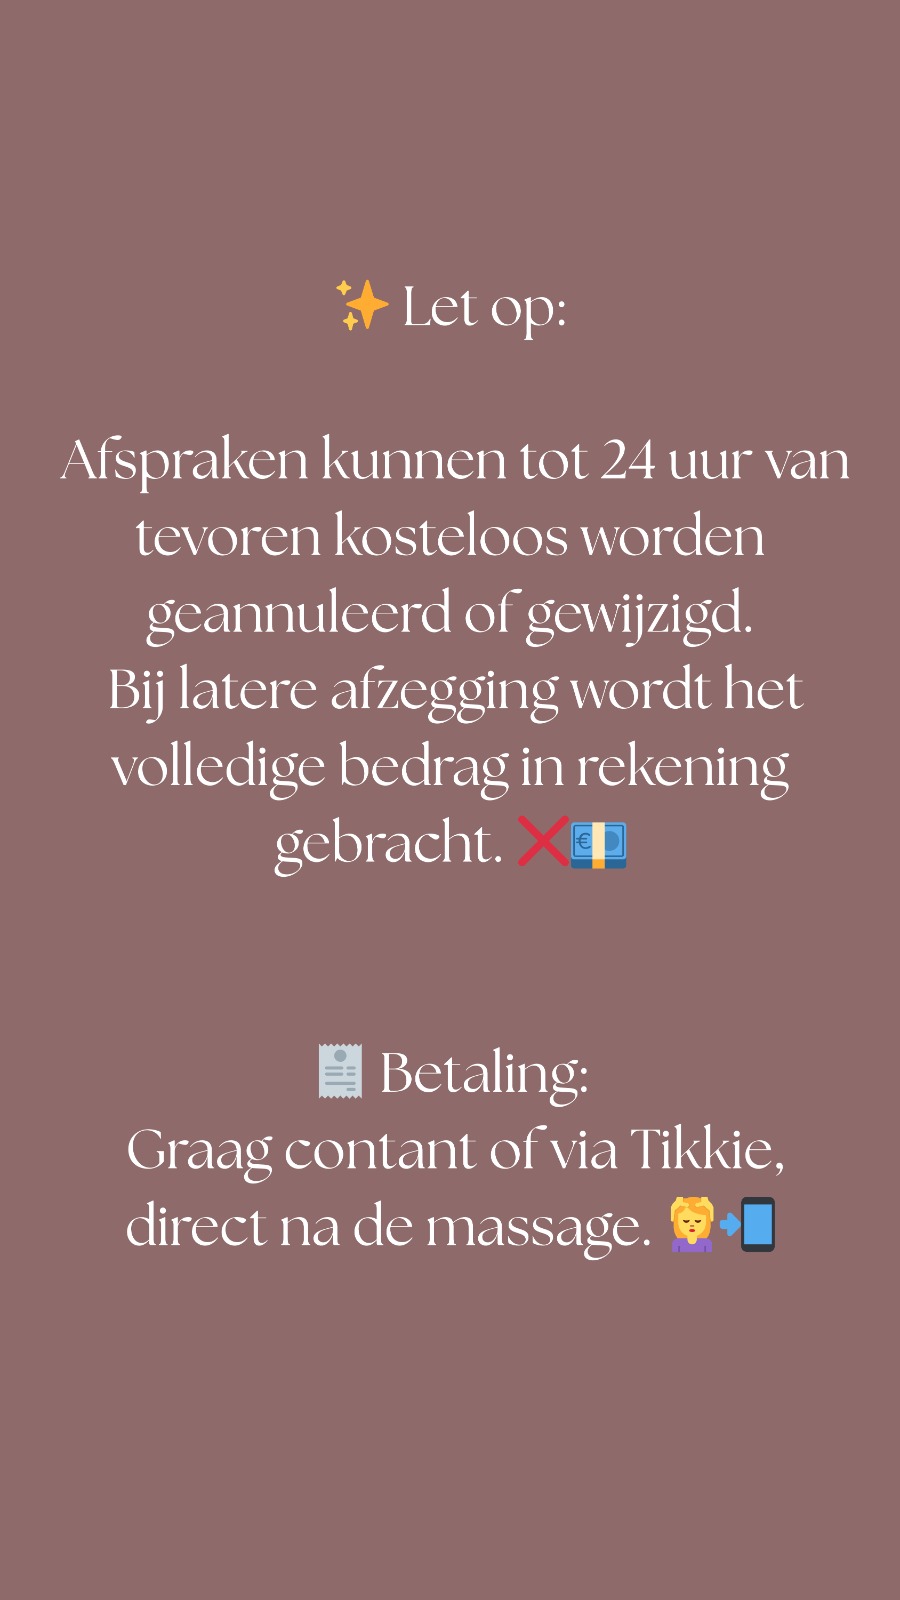 ✨ Let op:
Afspraken kunnen tot 24 uur van
tevoren kosteloos worden
geannuleerd of gewijzigd.
Bij latere afzegging wordt het
volledige bedrag in rekening
gebracht. ❌💶
🧾 Betaling:
Graag contant of via Tikkie,
direct na de massage. 💆‍♀️📲